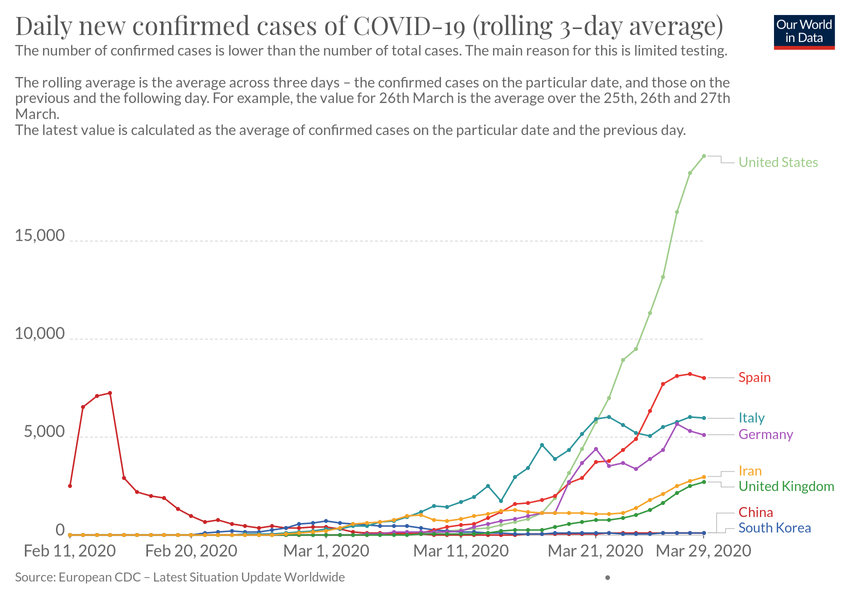 Daily new confirmed cases of COVID-19 (rolling 3-day average)
Our World
in Data
The number of confirmed cases is lower than the number of total cases. The main reason for this is limited testing.
The rolling average is the average across three days – the confirmed cases on the particular date, and those on the
previous and the following day. For example, the value for 26th March is the average over the 25th, 26th and 27th
March.
The latest value is calculated as the average of confirmed cases on the particular date and the previous day.
United States
15,000
10,000
Spain
Italy
5,000
Germany
Iran
United Kingdom
China
South Korea
0
Feb 11, 2020
Feb 20, 2020
Mar 1, 2020
Mar 11, 2020
Mar 21, 2020
Mar 29, 2020
Source: European CDC – Latest Situation Update Worldwide